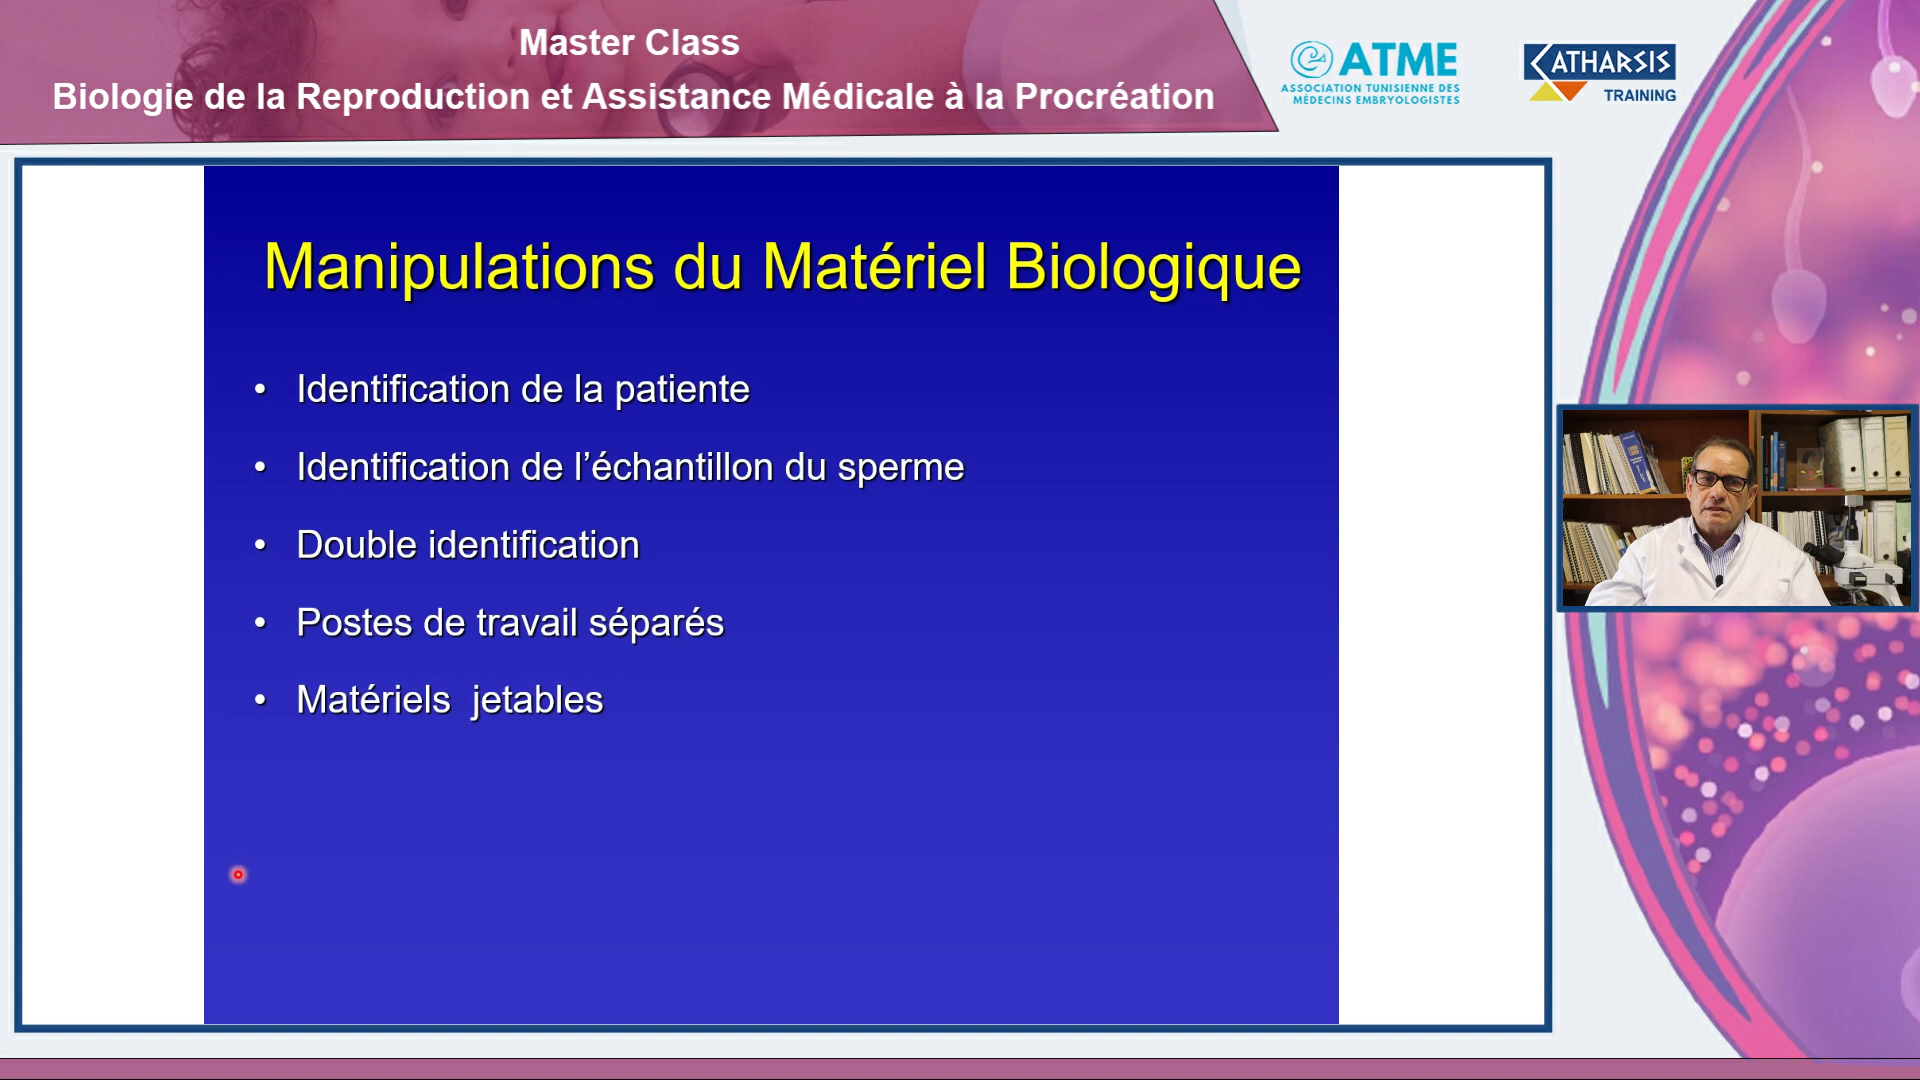 Master Class
Biologie de la Reproduction et Assistance Médicale à la Procréation
ATME
ASSOCIATION TUNISIENNE DES
MÉDECINS EMBRYOLOGISTES
CATHARSIS
TRAINING
Manipulations du Matériel Biologique
• Identification de la patiente
• Identification de l’échantillon du sperme
• Double identification
• Postes de travail séparés
• Matériels jetables